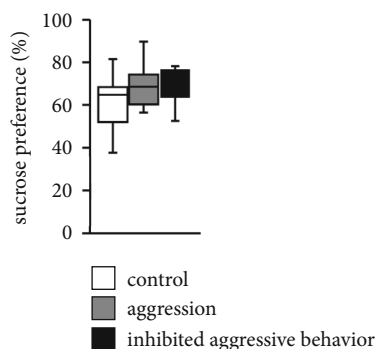 sucrose preference (%)
100
80
60
40
20
0
control
aggression
inhibited aggressive behavior